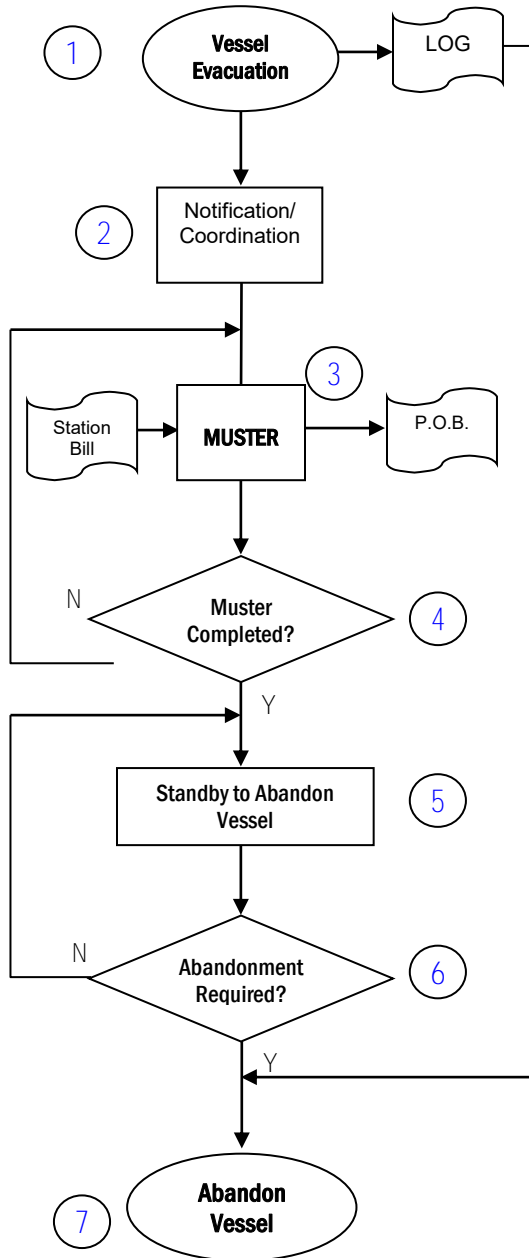 1
Vessel
Evacuation
LOG
2
Notification/
Coordination
3
Station
Bill
MUSTER
P.O.B.
N
Muster
Completed?
4
Y
Standby to Abandon
Vessel
5
N
Abandonment
Required?
6
Y
Abandon
Vessel
7